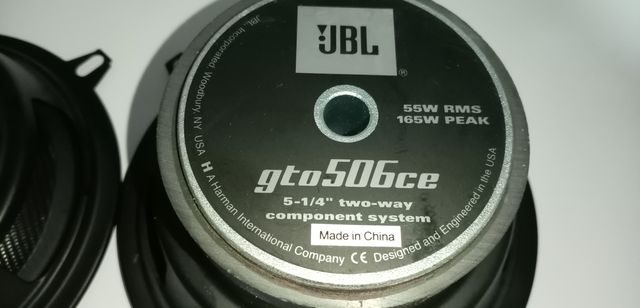 JBL
®
55W RMS
165W PEAK
gto506ce
5-1/4" two-way
component system
Made in China
JBL, Incorporated, Woodbury, NY USA H A Harman International Company CE Designed and Engineered in the USA